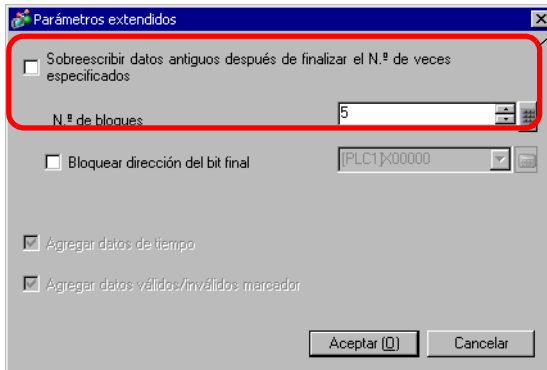 Parámetros extendidos
Sobreescribir datos antiguos después de finalizar el N.º de veces
especificados
N.º de bloques
5
Bloquear dirección del bit final
[PLC1]X00000
Agregar datos de tiempo
Agregar datos válidos/inválidos marcador
Aceptar (O)
Cancelar